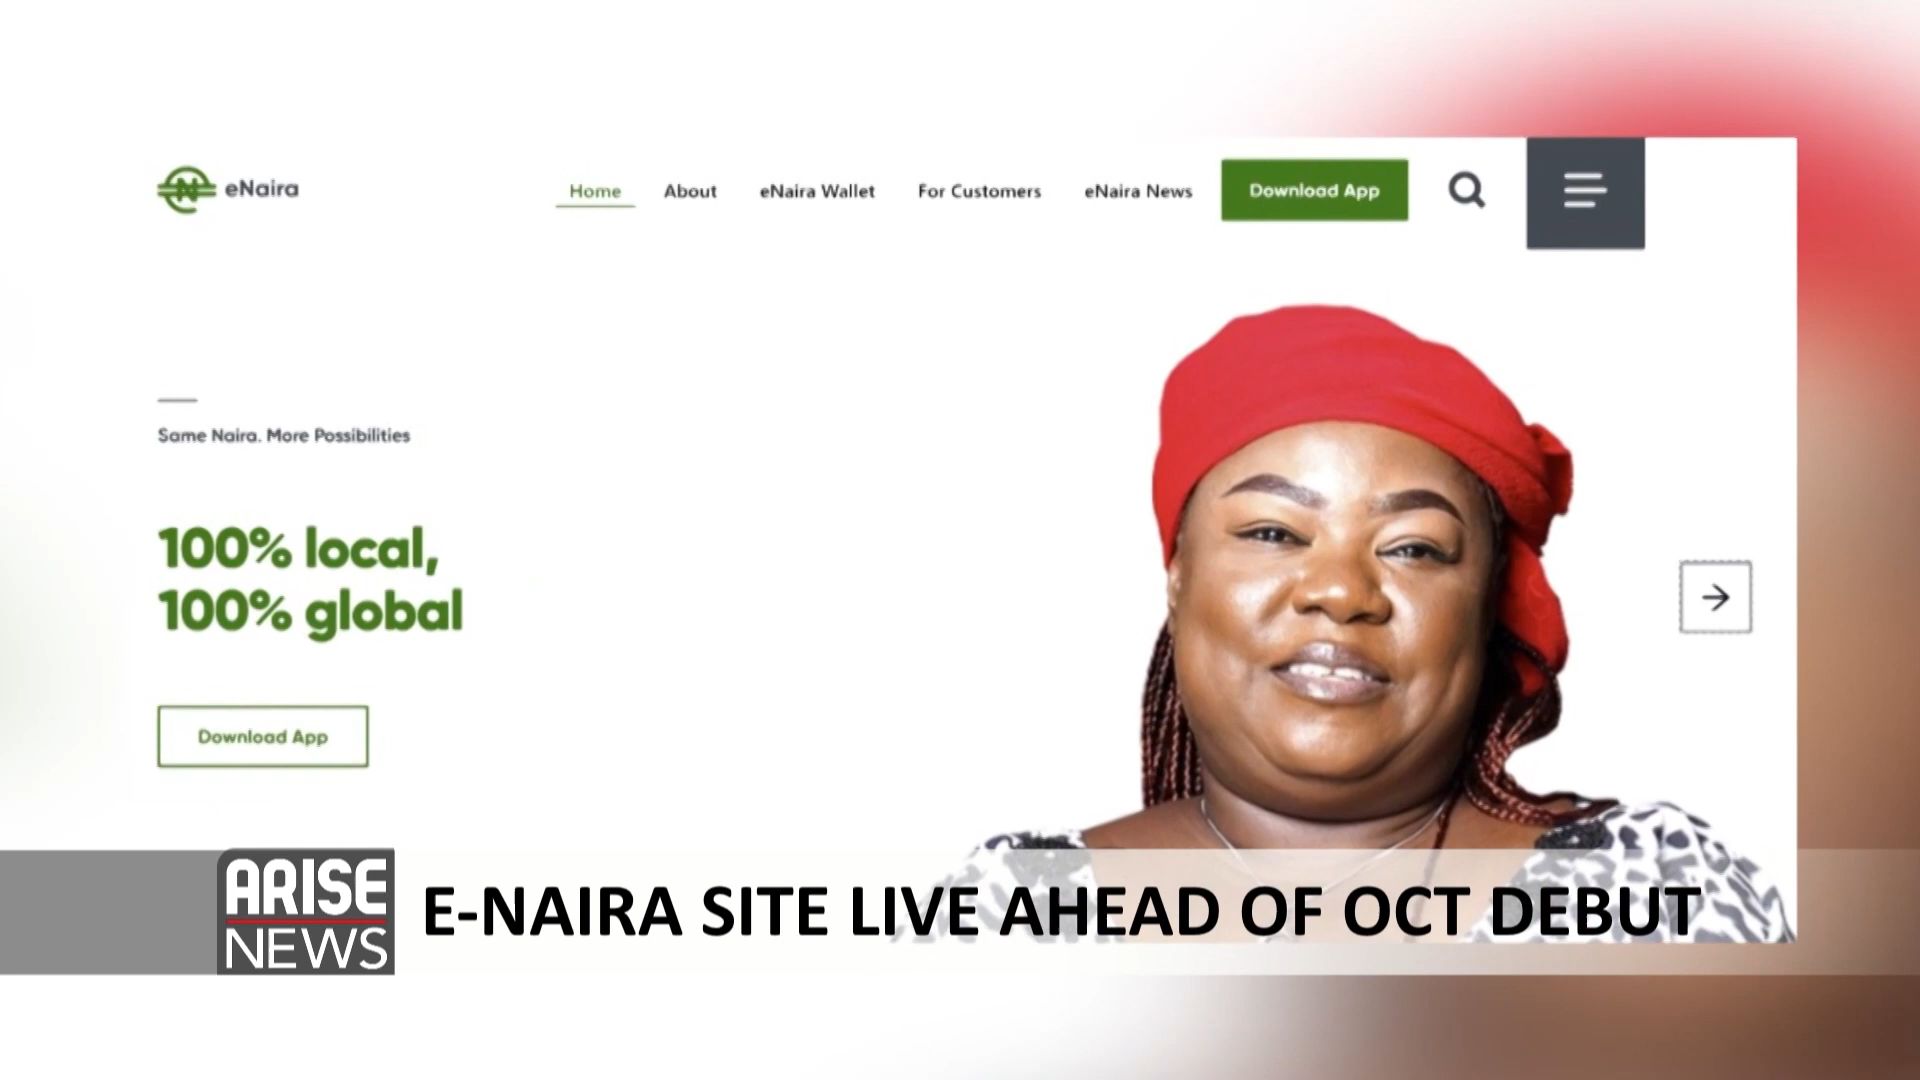 eNaira
Home About eNaira Wallet For Customers eNaira News Download App
Same Naira. More Possibilities
100% local,
100% global
Download App
ARISE
NEWS
E-NAIRA SITE LIVE AHEAD OF OCT DEBUT